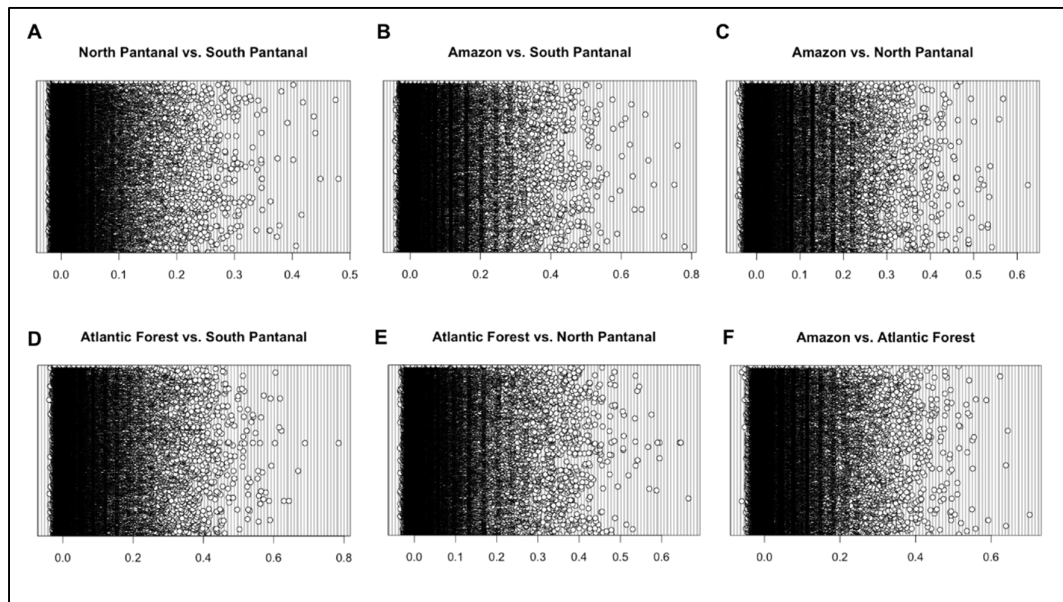 A
North Pantanal vs. South Pantanal
0.0 0.1 0.2 0.3 0.4 0.5
B
Amazon vs. South Pantanal
0.0 0.2 0.4 0.6 0.8
C
Amazon vs. North Pantanal
0.0 0.1 0.2 0.3 0.4 0.5 0.6
D
Atlantic Forest vs. South Pantanal
0.0 0.2 0.4 0.6 0.8
E
Atlantic Forest vs. North Pantanal
0.0 0.1 0.2 0.3 0.4 0.5 0.6
F
Amazon vs. Atlantic Forest
0.0 0.2 0.4 0.6